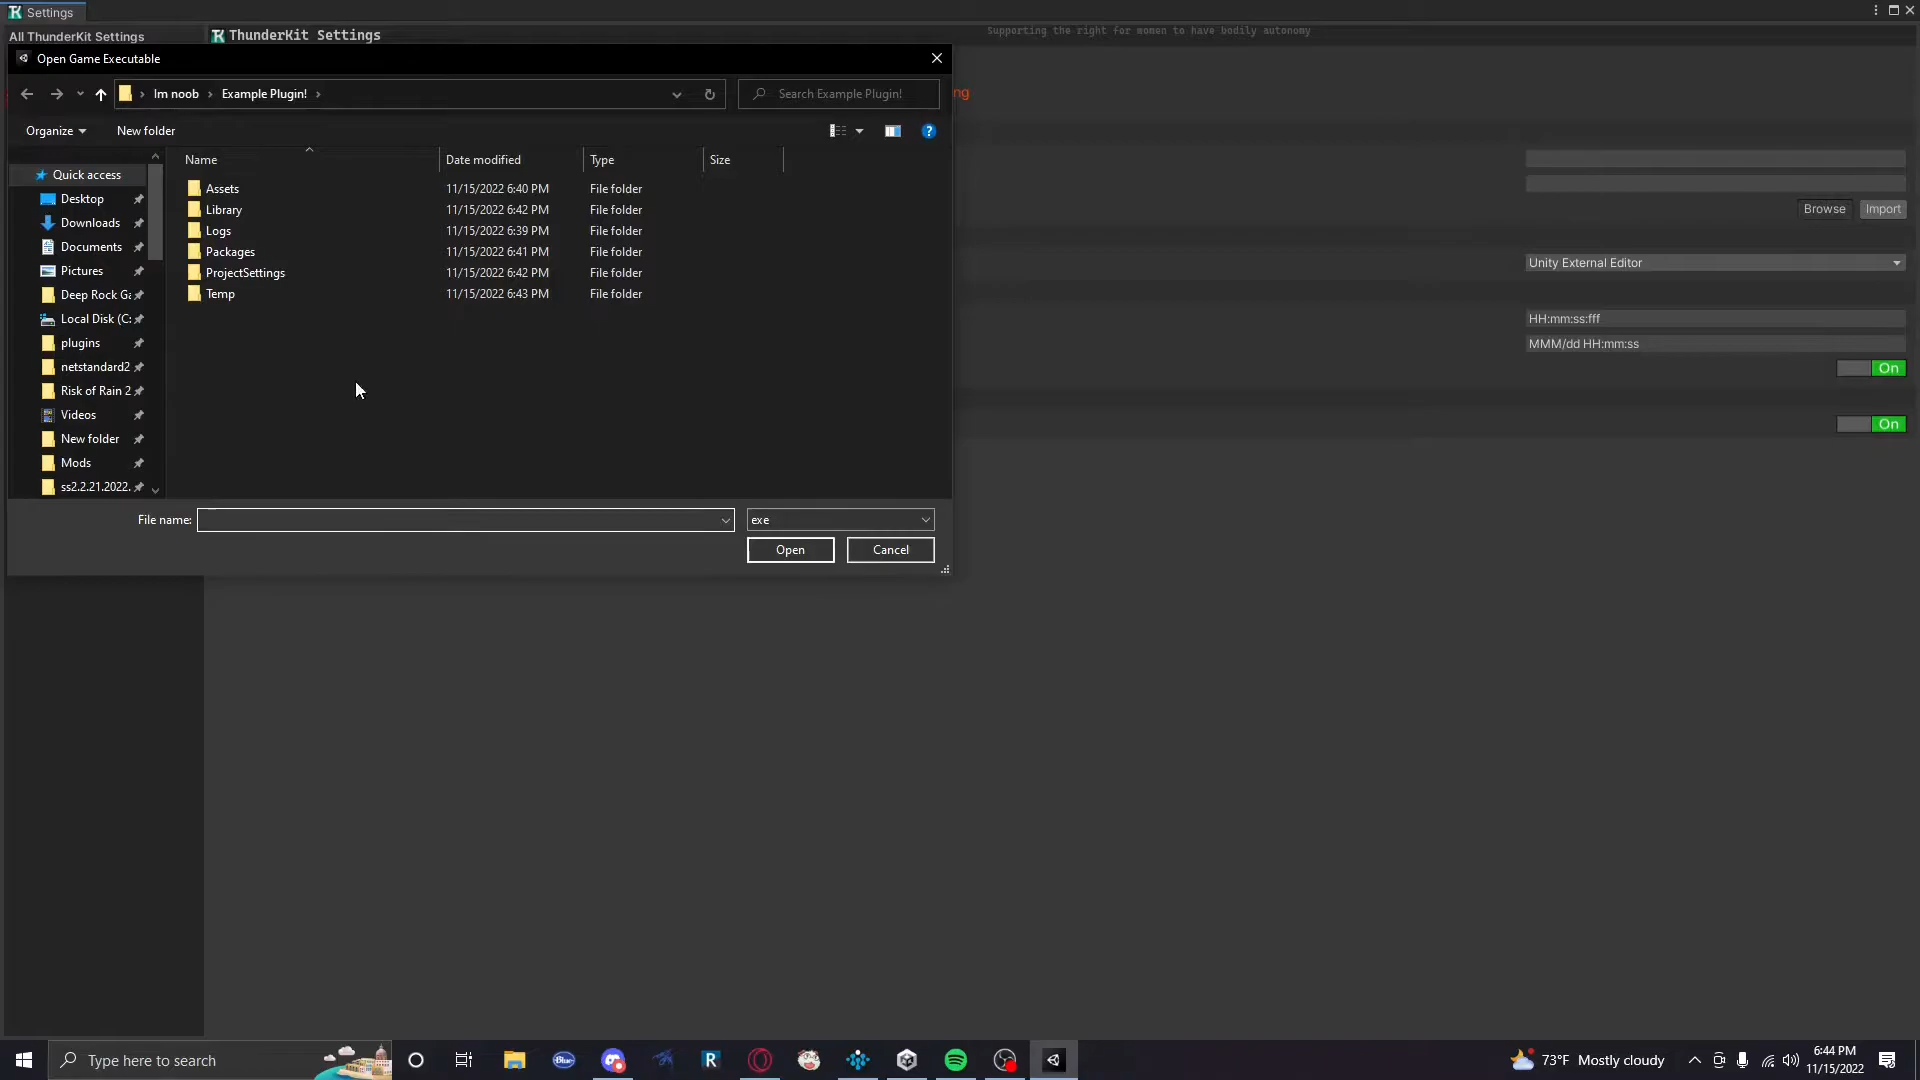 Settings
All ThunderKit Settings
ThunderKit Settings
Supporting the right for women to have bodily autonomy
Open Game Executable
Im noob › Example Plugin! ›
Search Example Plugin!
ng
Organize
New folder
Name Date modified Type Size
Quick access
Desktop
Downloads
Documents
Pictures
Deep Rock Ga
Local Disk (C:
plugins
netstandard2
Risk of Rain 2
Videos
New folder
Mods
ss2.2.21.2022.
Assets 11/15/2022 6:40 PM File folder
Library 11/15/2022 6:42 PM File folder
Logs 11/15/2022 6:39 PM File folder
Packages 11/15/2022 6:41 PM File folder
ProjectSettings 11/15/2022 6:42 PM File folder
Temp 11/15/2022 6:43 PM File folder
File name:
exe
Open Cancel
Browse Import
Unity External Editor
HH:mm:ss:fff
MMM/dd HH:mm:ss
On
On
Type here to search
Blue
R
73°F Mostly cloudy
6:44 PM
11/15/2022